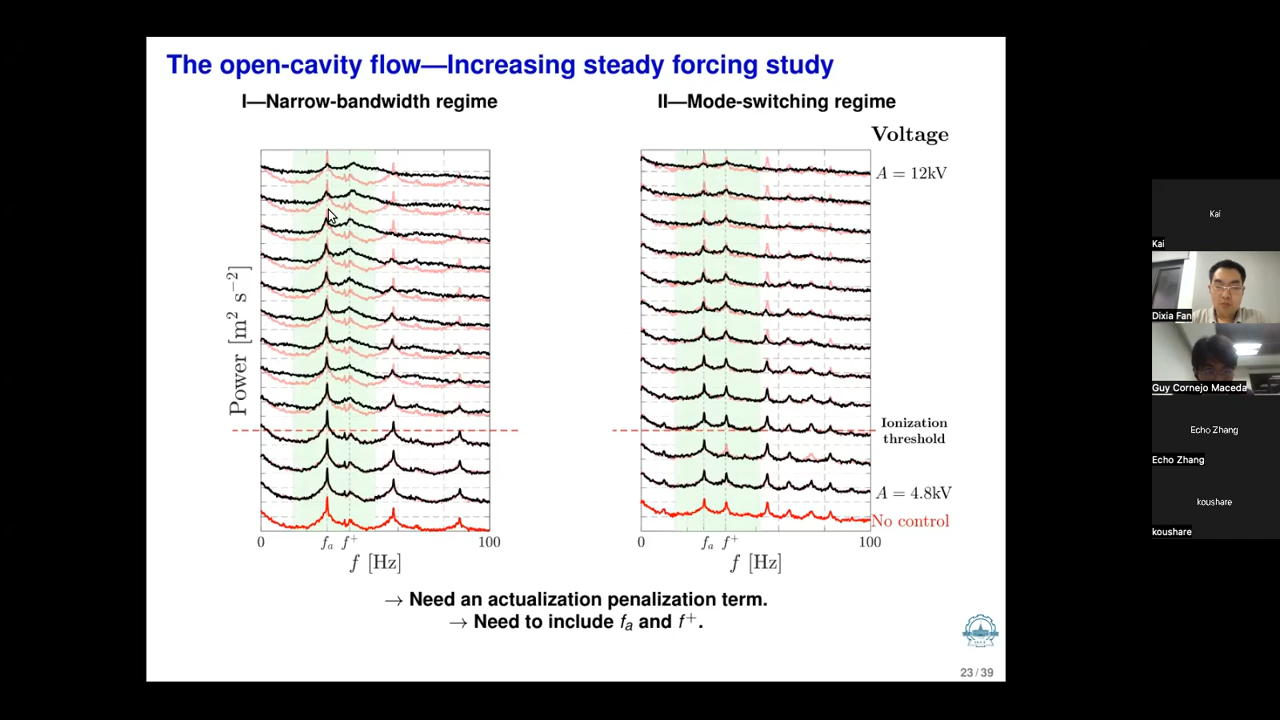 The open-cavity flow—Increasing steady forcing study
I—Narrow-bandwidth regime
II—Mode-switching regime
Voltage
A = 12kV
Ionization
threshold
A = 4.8kV
No control
Power [m² s⁻²]
0 fₐ f⁺ 100
f [Hz]
0 fₐ f⁺ 100
f [Hz]
→ Need an actualization penalization term.
→ Need to include fₐ and f⁺.
23/39
Kai
Kai
Dixia Fan
Guy Cornejo Maceda
Echo Zhang
Echo Zhang
koushare
koushare